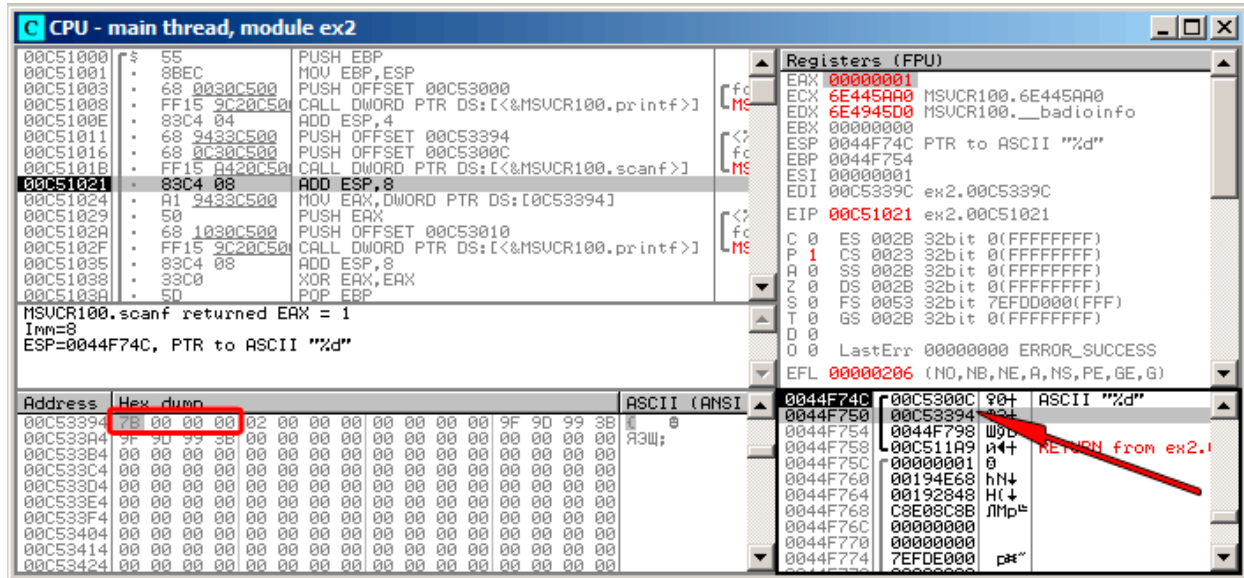 C CPU - main thread, module ex2
00C51000 $ 55 PUSH EBP
00C51001 . 8BEC MOV EBP,ESP
00C51003 . 68 0030C500 PUSH OFFSET 00C53000
00C51008 . FF15 9C20C50 CALL DWORD PTR DS:[<&MSVCR100.printf>]
00C5100E . 83C4 04 ADD ESP,4
00C51011 . 68 9433C500 PUSH OFFSET 00C53394
00C51016 . 68 0C30C500 PUSH OFFSET 00C5300C
00C5101B . FF15 A420C50 CALL DWORD PTR DS:[<&MSVCR100.scanf>]
00C51021 . 83C4 08 ADD ESP,8
00C51024 . A1 9433C500 MOV EAX,DWORD PTR DS:[0C53394]
00C51029 . 50 PUSH EAX
00C5102A . 68 1030C500 PUSH OFFSET 00C53010
00C5102F . FF15 9C20C50 CALL DWORD PTR DS:[<&MSVCR100.printf>]
00C51035 . 83C4 08 ADD ESP,8
00C51038 . 33C0 XOR EAX,EAX
00C5103A . 5D POP EBP
MSVCR100.scanf returned EAX = 1
Imm=8
ESP=0044F74C, PTR to ASCII "%d"
Registers (FPU)
EAX 00000001
ECX 6E445AA0 MSVCR100.6E445AA0
EDX 6E4945D0 MSVCR100.__badioinfo
EBX 00000000
ESP 0044F74C PTR to ASCII "%d"
EBP 0044F754
ESI 00000001
EDI 00C5339C ex2.00C5339C
EIP 00C51021 ex2.00C51021
C 0 ES 002B 32bit 0(FFFFFFFF)
P 1 CS 0023 32bit 0(FFFFFFFF)
A 0 SS 002B 32bit 0(FFFFFFFF)
Z 0 DS 002B 32bit 0(FFFFFFFF)
S 0 FS 0053 32bit 7EFDD000(FFF)
T 0 GS 002B 32bit 0(FFFFFFFF)
D 0
O 0 LastErr 00000000 ERROR_SUCCESS
EFL 00000206 (NO,NB,NE,A,NS,PE,GE,G)
Address Hex dump ASCII (ANSI
00C53394 7B 00 00 00 02 00 00 00 00 00 00 00 9F 9D 99 3B {
00C533A4 9F 9D 99 3B 00 00 00 00 00 00 00 00 00 00 00 00 ЯЭЩ;
00C533B4 00 00 00 00 00 00 00 00 00 00 00 00 00 00 00 00
00C533C4 00 00 00 00 00 00 00 00 00 00 00 00 00 00 00 00
00C533D4 00 00 00 00 00 00 00 00 00 00 00 00 00 00 00 00
00C533E4 00 00 00 00 00 00 00 00 00 00 00 00 00 00 00 00
00C533F4 00 00 00 00 00 00 00 00 00 00 00 00 00 00 00 00
00C53404 00 00 00 00 00 00 00 00 00 00 00 00 00 00 00 00
00C53414 00 00 00 00 00 00 00 00 00 00 00 00 00 00 00 00
00C53424 00 00 00 00 00 00 00 00 00 00 00 00 00 00 00 00
0044F74C 00C5300C ASCII "%d"
0044F750 00C53394
0044F754 0044F798
0044F758 00C511A9 RETURN from ex2.
0044F75C 00000001
0044F760 00194E68 hN↓
0044F764 00192848 H(↓
0044F768 C8E08C8B
0044F76C 00000000
0044F770 00000000
0044F774 7EFDE000